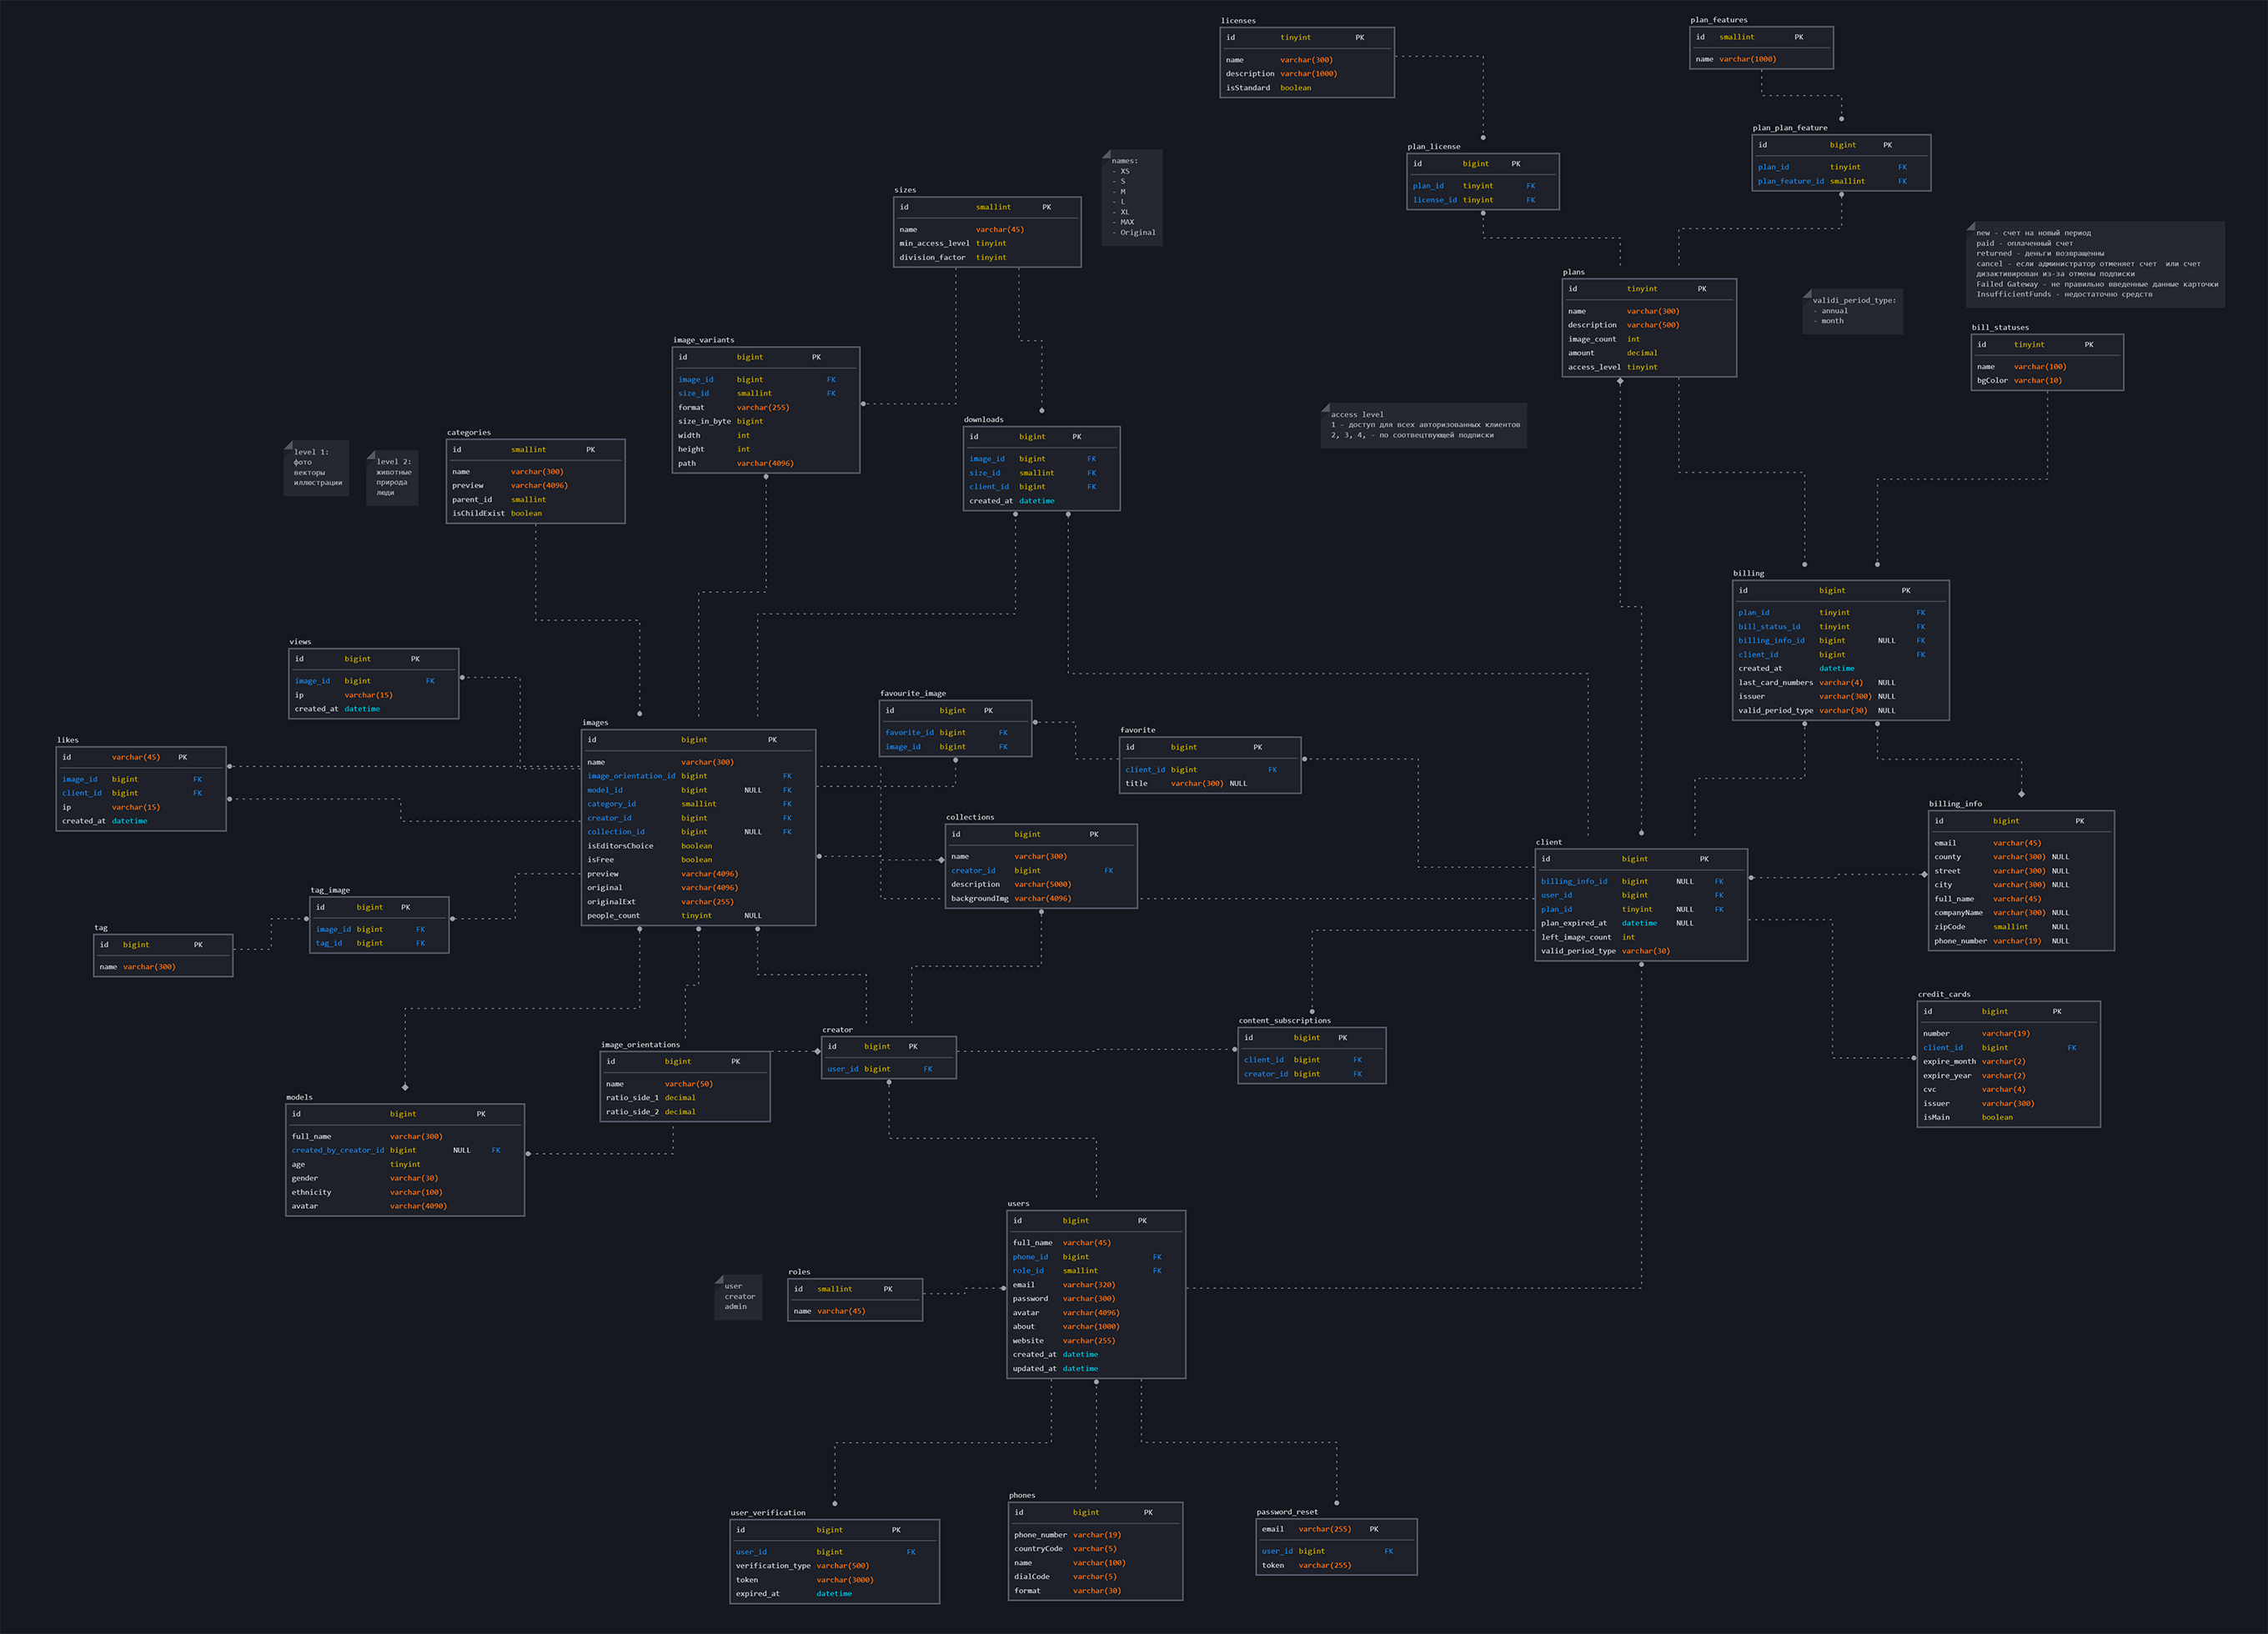 licenses
id tinyint PK
name varchar(300)
description varchar(1000)
isStandard boolean
plan_features
id smallint PK
name varchar(1000)
plan_plan_feature
id bigint PK
plan_id tinyint FK
plan_feature_id smallint FK
plan_license
id bigint PK
plan_id tinyint FK
license_id tinyint FK
names:
- XS
- S
- M
- L
- XL
- MAX
- Original
sizes
id smallint PK
name varchar(45)
min_access_level tinyint
division_factor tinyint
new - счет на новый период
paid - оплаченный счет
returned - деньги возвращенны
cancel - если администратор отменяет счет или счет
дизактивирован из-за отмены подписки
Failed Gateway - не правильно введенные данные карточки
InsufficientFunds - недостаточно средств
plans
id tinyint PK
name varchar(300)
description varchar(500)
image_count int
amount decimal
access_level tinyint
validi_period_type:
- annual
- month
bill_statuses
id tinyint PK
name varchar(100)
bgColor varchar(10)
image_variants
id bigint PK
image_id bigint FK
size_id smallint FK
format varchar(255)
size_in_byte bigint
width int
height int
path varchar(4096)
access level
1 - доступ для всех авторизованных клиентов
2, 3, 4, - по соотвецтвующей подписки
downloads
id bigint PK
image_id bigint FK
size_id smallint FK
client_id bigint FK
created_at datetime
categories
id smallint PK
name varchar(300)
preview varchar(4096)
parent_id smallint
isChildExist boolean
level 1:
фото
векторы
иллюстрации
level 2:
животные
природа
люди
billing
id bigint PK
plan_id tinyint FK
bill_status_id tinyint FK
billing_info_id bigint NULL FK
client_id bigint FK
created_at datetime
last_card_numbers varchar(4) NULL
issuer varchar(300) NULL
valid_period_type varchar(30) NULL
views
id bigint PK
image_id bigint FK
ip varchar(15)
created_at datetime
favourite_image
id bigint PK
favorite_id bigint FK
image_id bigint FK
images
id bigint PK
name varchar(300)
image_orientation_id bigint FK
model_id bigint NULL FK
category_id smallint FK
creator_id bigint FK
collection_id bigint NULL FK
isEditorsChoice boolean
isFree boolean
preview varchar(4096)
original varchar(4096)
originalExt varchar(255)
people_count tinyint NULL
favorite
id bigint PK
client_id bigint FK
title varchar(300) NULL
likes
id varchar(45) PK
image_id bigint FK
client_id bigint FK
ip varchar(15)
created_at datetime
billing_info
id bigint PK
email varchar(45)
county varchar(300) NULL
street varchar(300) NULL
city varchar(300) NULL
full_name varchar(45)
companyName varchar(300) NULL
zipCode smallint NULL
phone_number varchar(19) NULL
collections
id bigint PK
name varchar(300)
creator_id bigint FK
description varchar(5000)
backgroundImg varchar(4096)
client
id bigint PK
billing_info_id bigint NULL FK
user_id bigint FK
plan_id tinyint NULL FK
plan_expired_at datetime NULL
left_image_count int
valid_period_type varchar(30)
tag_image
id bigint PK
image_id bigint FK
tag_id bigint FK
tag
id bigint PK
name varchar(300)
credit_cards
id bigint PK
number varchar(19)
client_id bigint FK
expire_month varchar(2)
expire_year varchar(2)
cvc varchar(4)
issuer varchar(300)
isMain boolean
content_subscriptions
id bigint PK
client_id bigint FK
creator_id bigint FK
creator
id bigint PK
user_id bigint FK
image_orientations
id bigint PK
name varchar(50)
ratio_side_1 decimal
ratio_side_2 decimal
models
id bigint PK
full_name varchar(300)
created_by_creator_id bigint NULL FK
age tinyint
gender varchar(30)
ethnicity varchar(100)
avatar varchar(4090)
users
id bigint PK
full_name varchar(45)
phone_id bigint FK
role_id smallint FK
email varchar(320)
password varchar(300)
avatar varchar(4096)
about varchar(1000)
website varchar(255)
created_at datetime
updated_at datetime
roles
id smallint PK
name varchar(45)
user
creator
admin
user_verification
id bigint PK
user_id bigint FK
verification_type varchar(500)
token varchar(3000)
expired_at datetime
phones
id bigint PK
phone_number varchar(19)
countryCode varchar(5)
name varchar(100)
dialCode varchar(5)
format varchar(30)
password_reset
email varchar(255) PK
user_id bigint FK
token varchar(255)